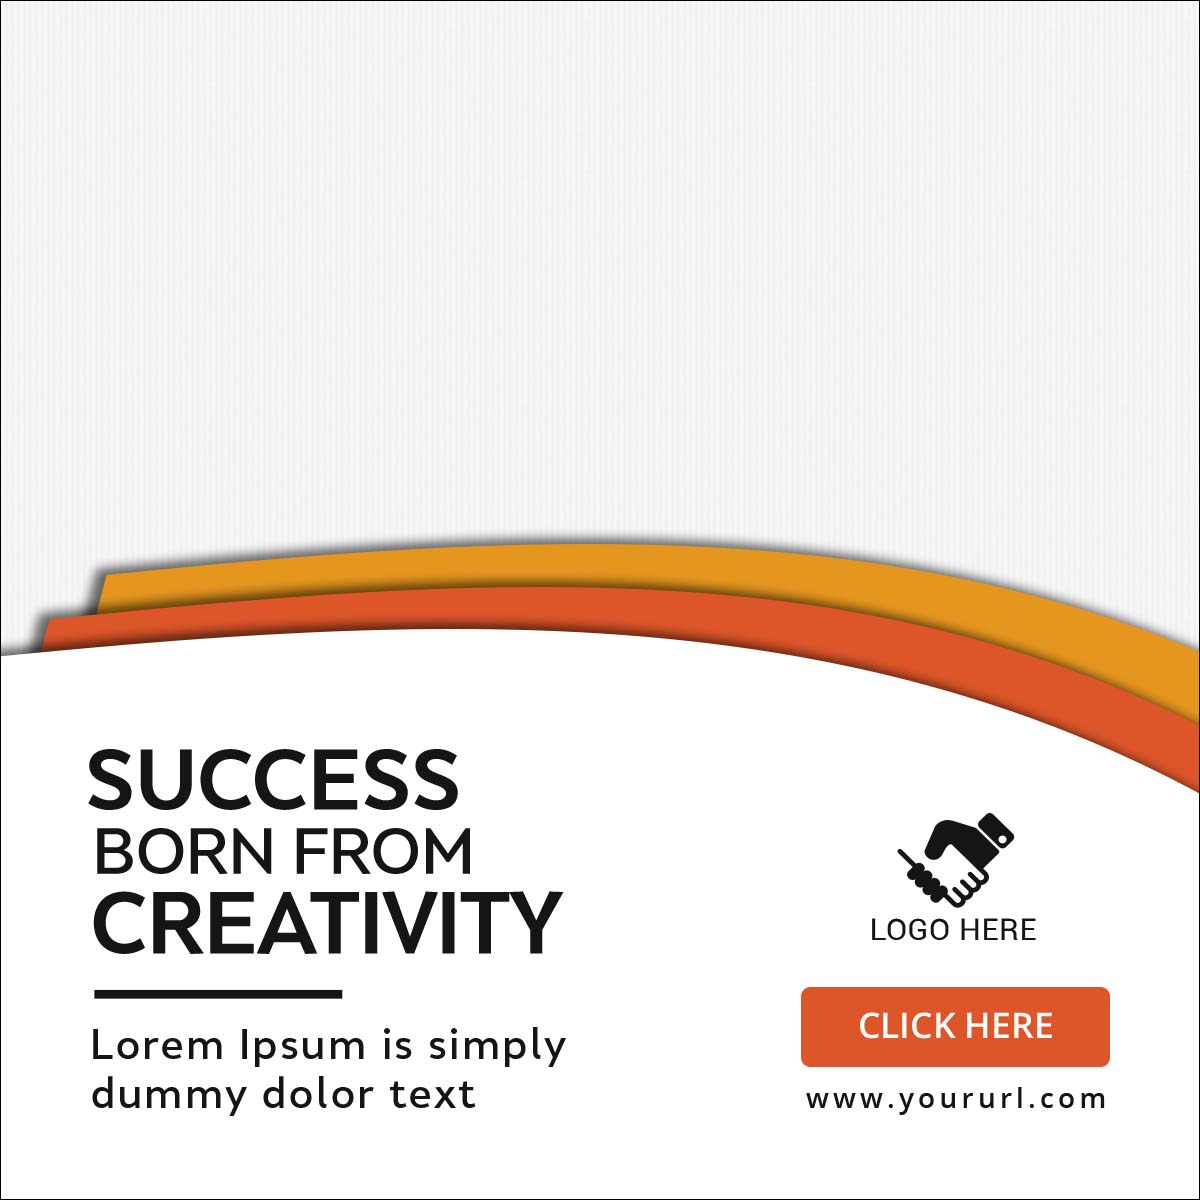 SUCCESS
BORN FROM
CREATIVITY
Lorem Ipsum is simply
dummy dolor text
LOGO HERE
CLICK HERE
www.yoururl.com